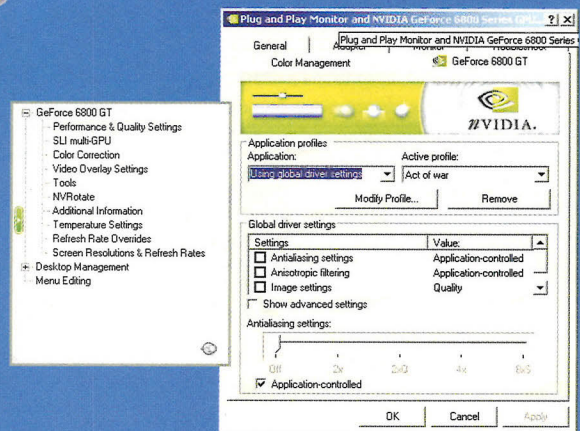 Plug and Play Monitor and NVIDIA GeForce 6800 Series GPU...
Plug and Play Monitor and NVIDIA GeForce 6800 Series
General
Color Management
GeForce 6800 GT
nVIDIA.
GeForce 6800 GT
Performance & Quality Settings
SLI multi-GPU
Color Correction
Video Overlay Settings
Tools
NVRotate
Additional Information
Temperature Settings
Refresh Rate Overrides
Screen Resolutions & Refresh Rates
Desktop Management
Menu Editing
Application profiles
Application: Active profile:
Using global driver settings Act of war
Modify Profile... Remove
Global driver settings
Settings Value:
Antialiasing settings Application-controlled
Anisotropic filtering Application-controlled
Image settings Quality
Show advanced settings
Antialiasing settings:
Off 2x 2xQ 4x 8xS
Application-controlled
OK Cancel Apply